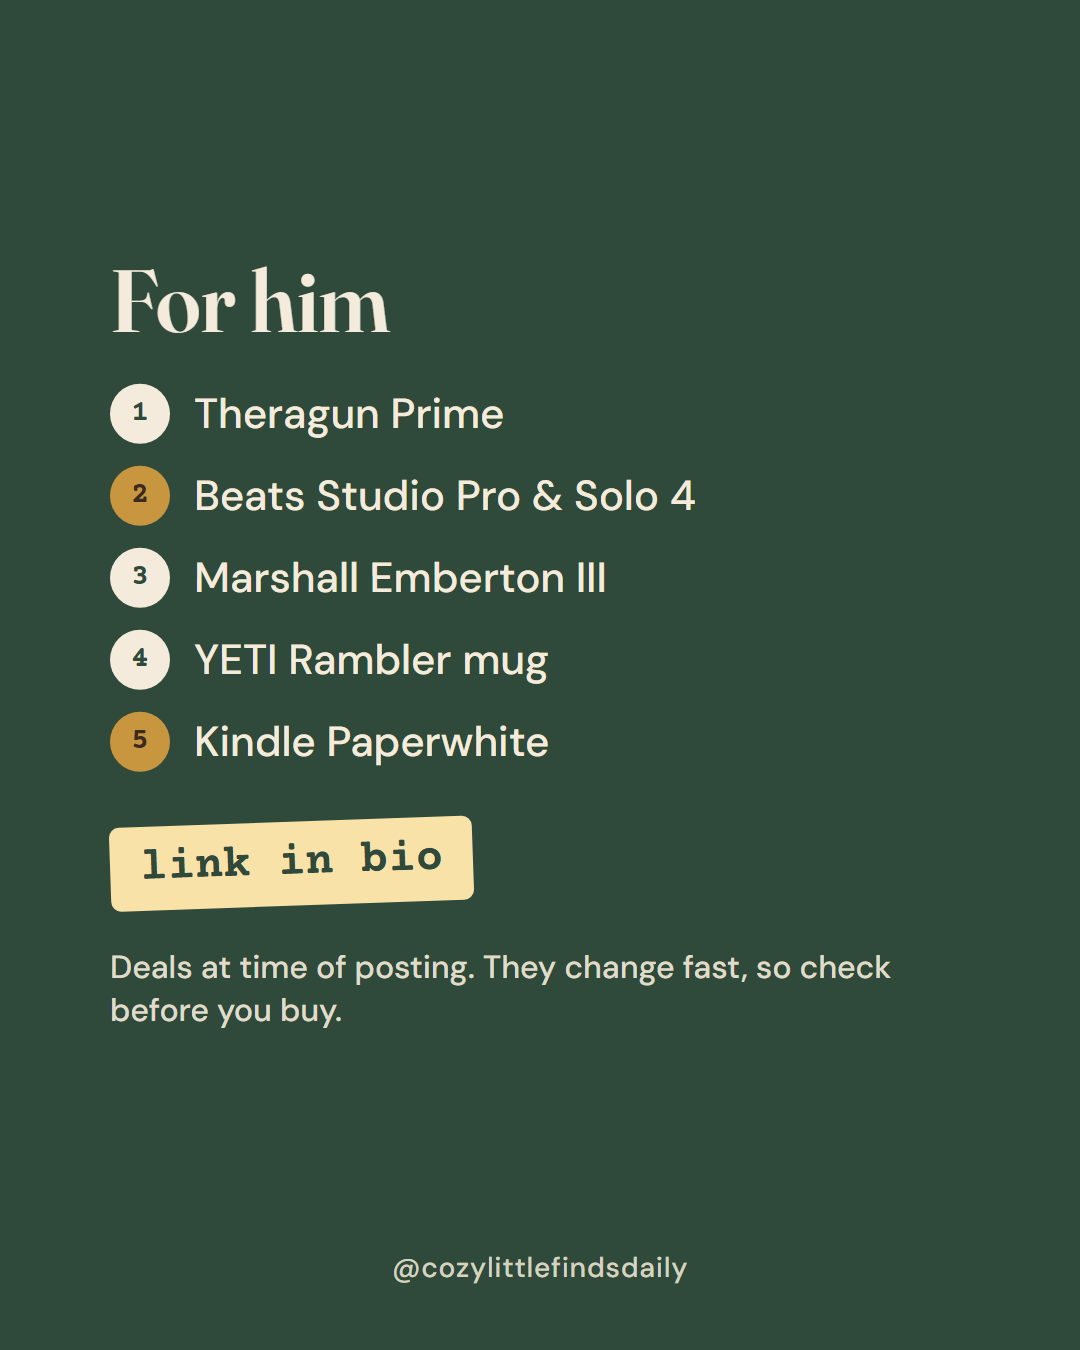 For him
1 Theragun Prime
2 Beats Studio Pro & Solo 4
3 Marshall Emberton III
4 YETI Rambler mug
5 Kindle Paperwhite
link in bio
Deals at time of posting. They change fast, so check
before you buy.
@cozylittlefindsdaily